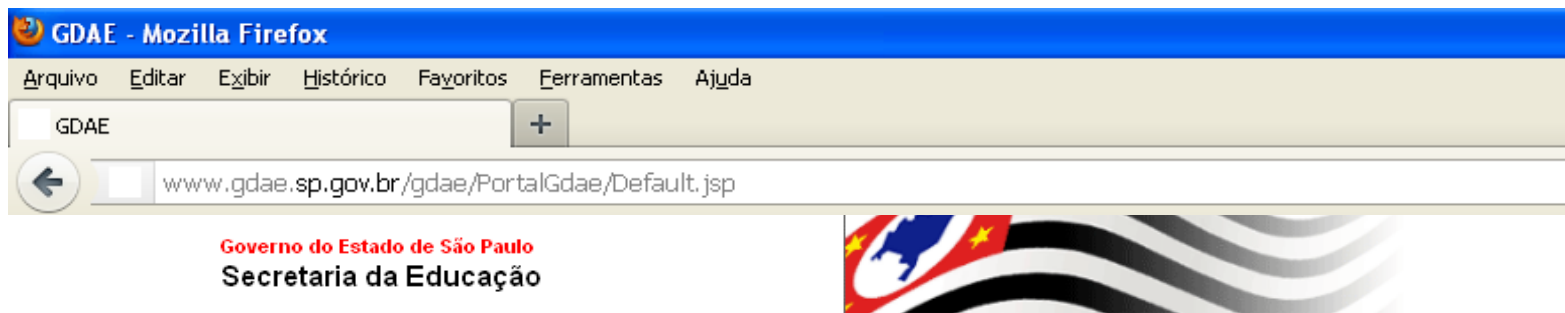 GDAE - Mozilla Firefox
Arquivo Editar Exibir Histórico Favoritos Ferramentas Ajuda
GDAE +
www.gdae.sp.gov.br/gdae/PortalGdae/Default.jsp
Governo do Estado de São Paulo
Secretaria da Educação